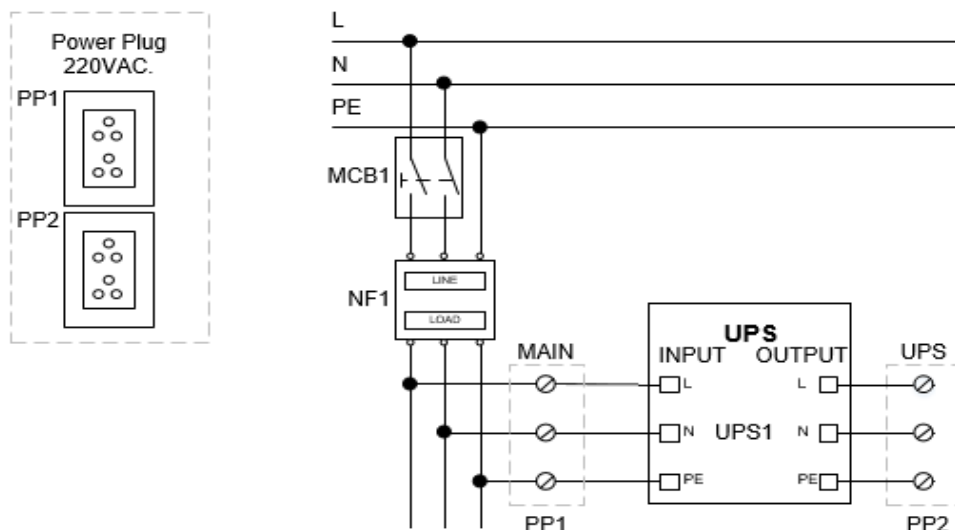 Power Plug
220VAC.
PP1
PP2
L
N
PE
MCB1
NF1
LINE
LOAD
MAIN
PP1
UPS
INPUT OUTPUT
L L
N UPS1 N
PE PE
UPS
PP2